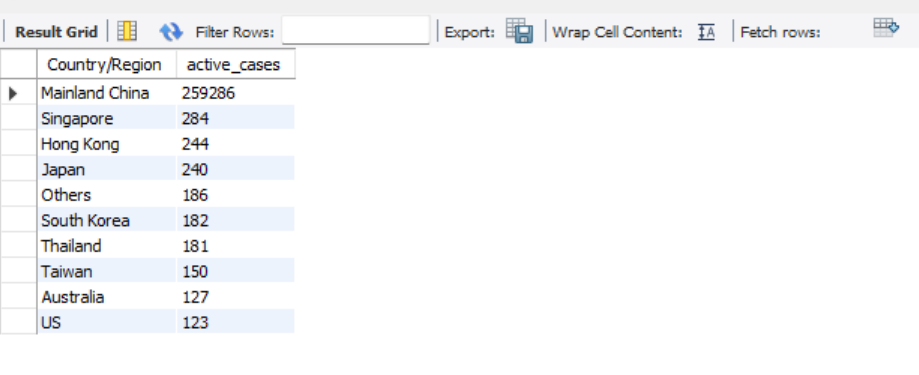 Result Grid Filter Rows: Export: Wrap Cell Content: IA Fetch rows:
Country/Region active_cases
Mainland China 259286
Singapore 284
Hong Kong 244
Japan 240
Others 186
South Korea 182
Thailand 181
Taiwan 150
Australia 127
US 123